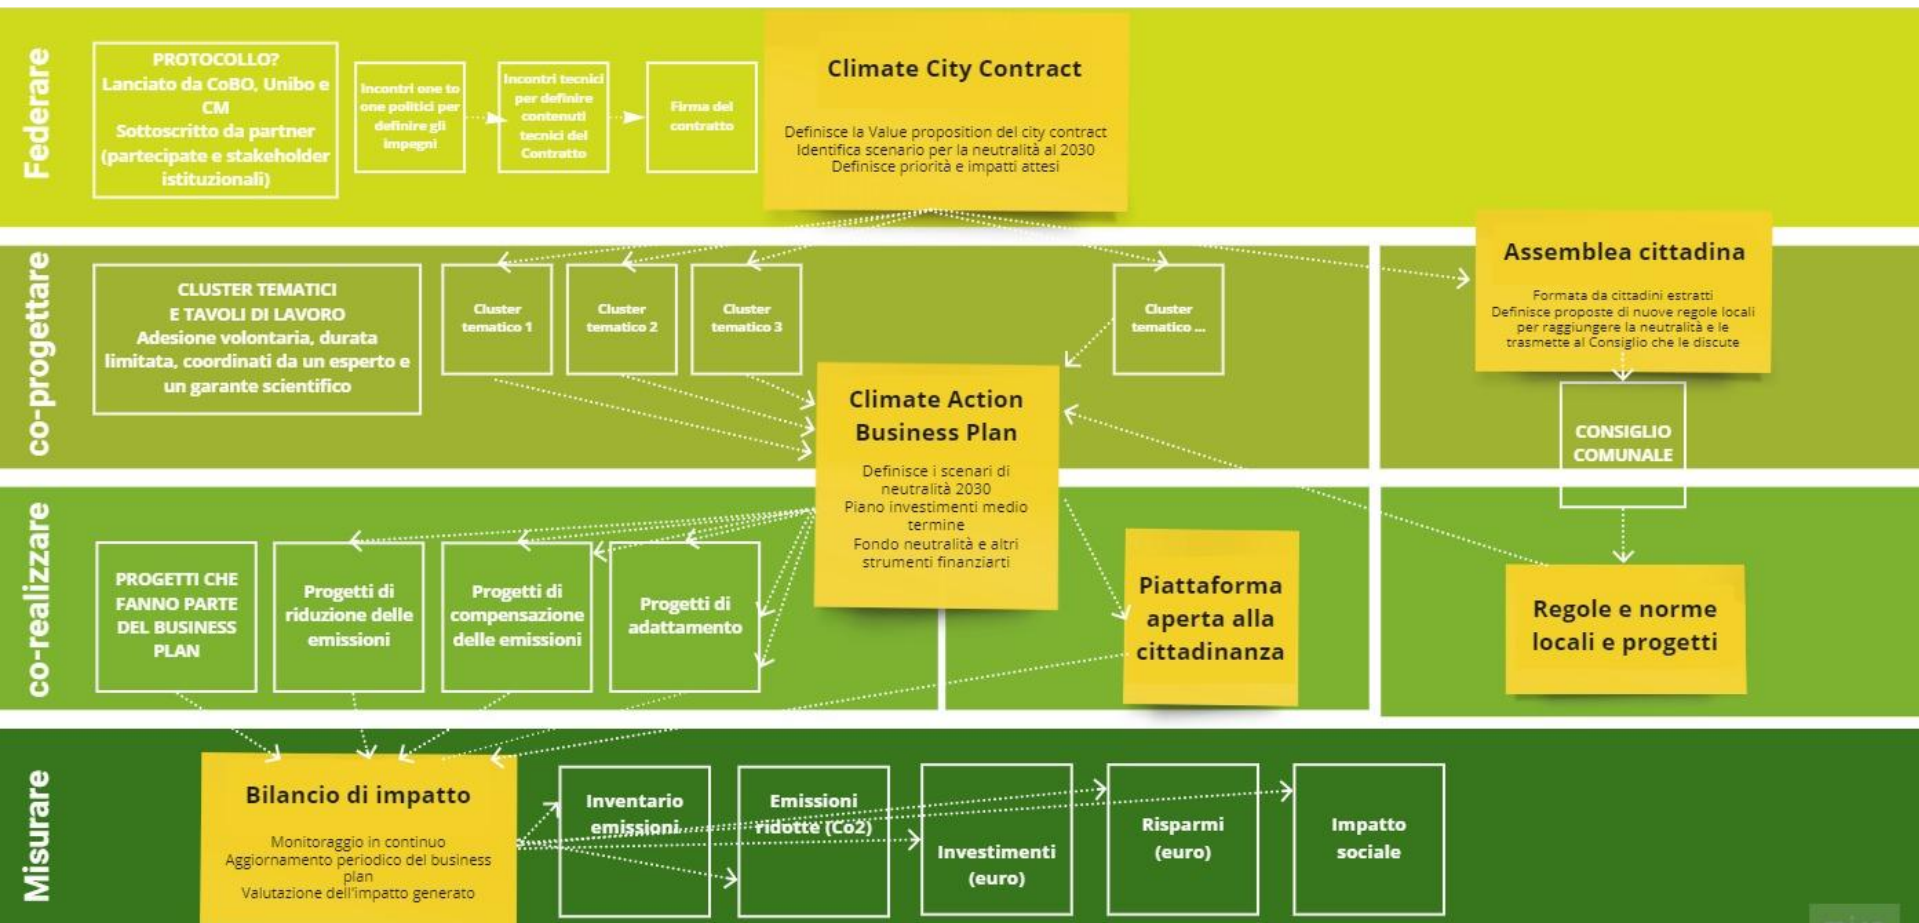 Federare
PROTOCOLLO?
Lanciato da CoBO, Unibo e
CM
Sottoscritto da partner
(partecipate e stakeholder
istituzionali)
Incontri one to
one politici per
definire gli
impegni
Incontri tecnici
per definire
contenuti
tecnici del
Contratto
Firma del
contratto
Climate City Contract
Definisce la Value proposition del city contract
Identifica scenario per la neutralità al 2030
Definisce priorità e impatti attesi
co-progettare
CLUSTER TEMATICI
E TAVOLI DI LAVORO
Adesione volontaria, durata
limitata, coordinati da un esperto e
un garante scientifico
Cluster
tematico 1
Cluster
tematico 2
Cluster
tematico 3
Cluster
tematico ...
Assemblea cittadina
Formata da cittadini estratti
Definisce proposte di nuove regole locali
per raggiungere la neutralità e le
trasmette al Consiglio che le discute
CONSIGLIO
COMUNALE
Climate Action
Business Plan
Definisce i scenari di
neutralità 2030
Piano investimenti medio
termine
Fondo neutralità e altri
strumenti finanziarti
co-realizzare
PROGETTI CHE
FANNO PARTE
DEL BUSINESS
PLAN
Progetti di
riduzione delle
emissioni
Progetti di
compensazione
delle emissioni
Progetti di
adattamento
Piattaforma
aperta alla
cittadinanza
Regole e norme
locali e progetti
Misurare
Bilancio di impatto
Monitoraggio in continuo
Aggiornamento periodico del business
plan
Valutazione dell'impatto generato
Inventario
emissioni
Emissioni
ridotte (Co2)
Investimenti
(euro)
Risparmi
(euro)
Impatto
sociale